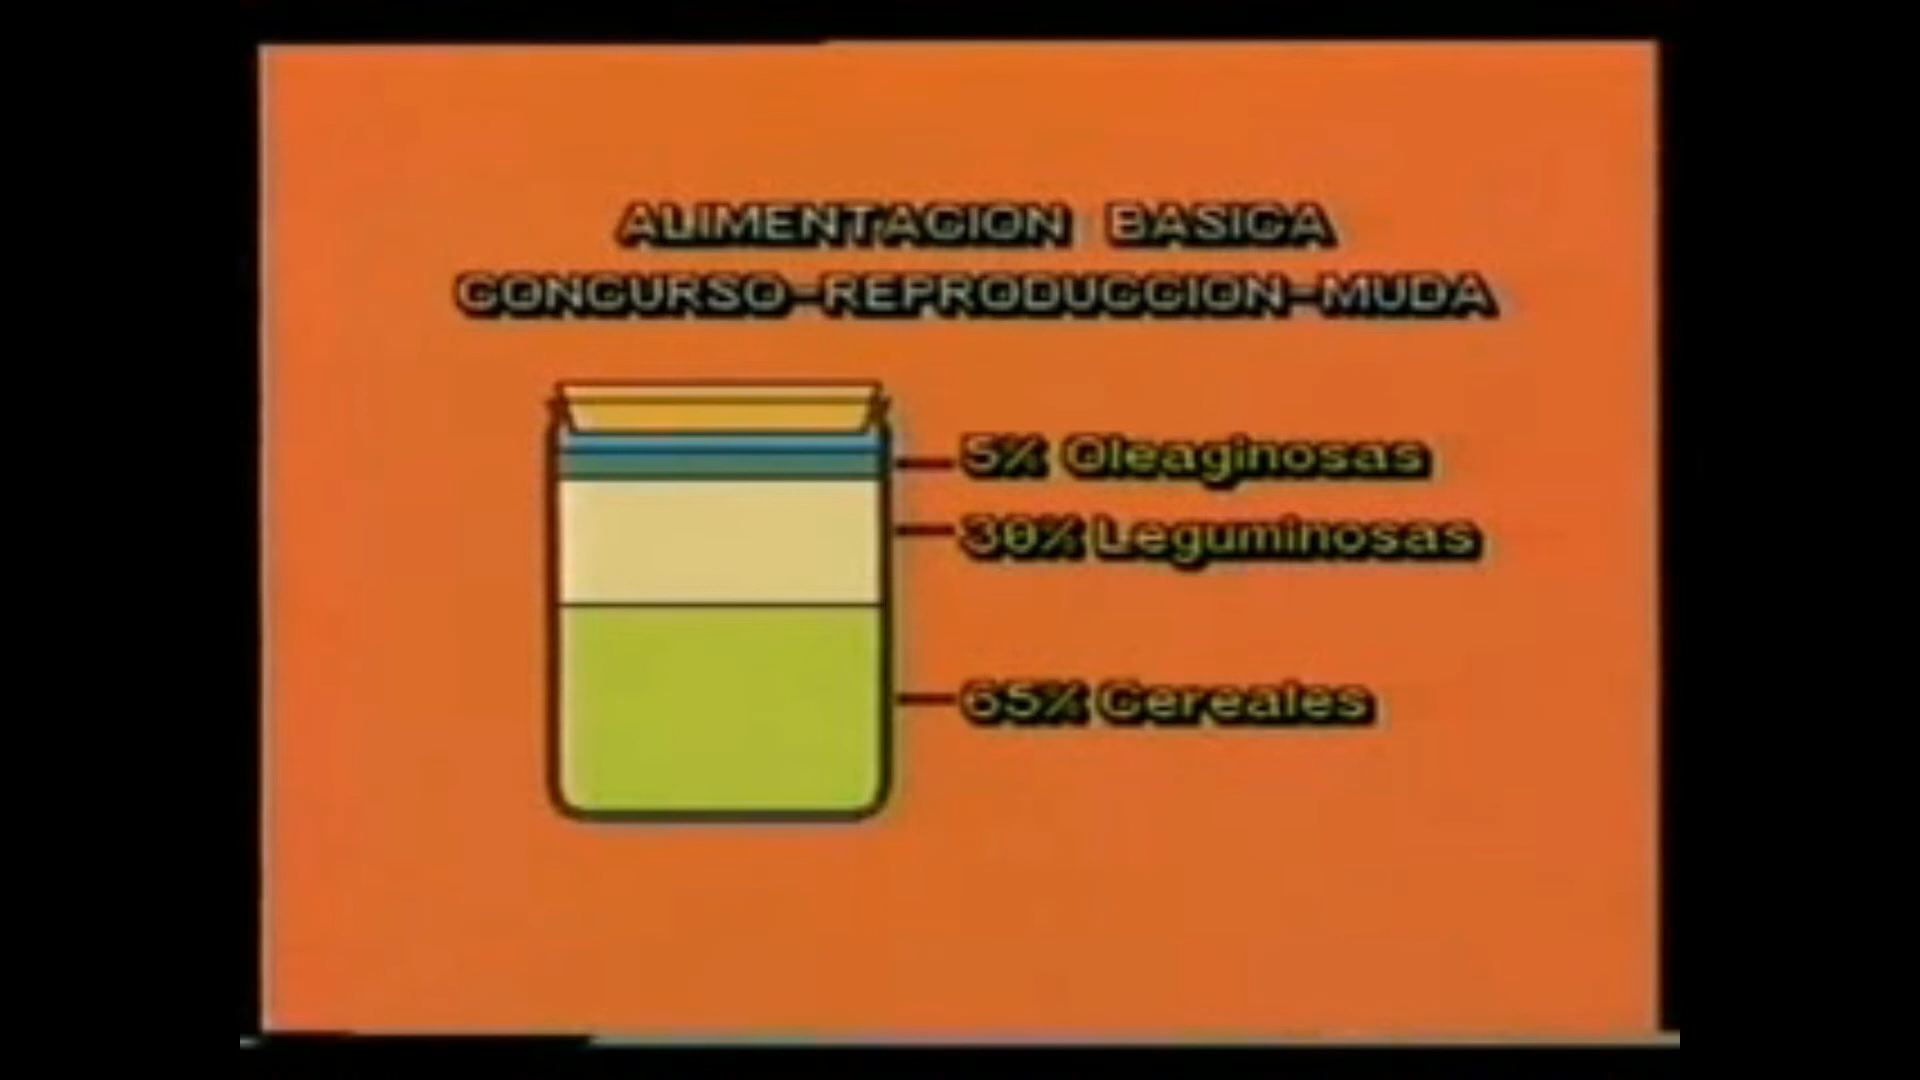 ALIMENTACION BASICA
CONCURSO-REPRODUCCION-MUDA
5% Oleaginosas
30% Leguminosas
65% Cereales